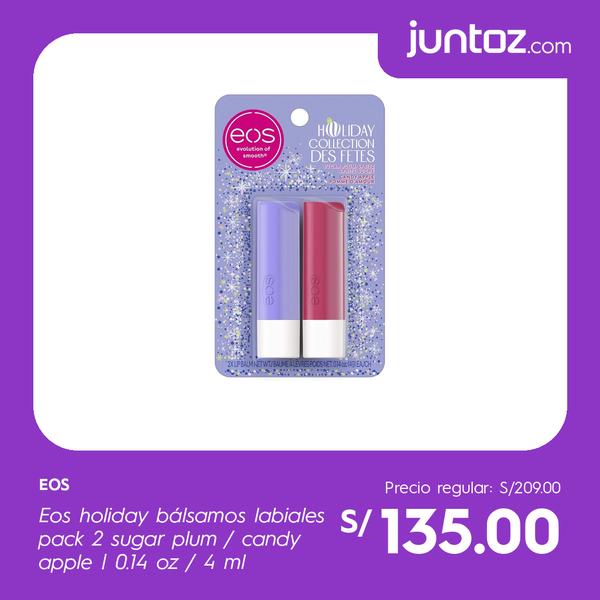 juntoz.com
eos
evolution of
smooth®
HOLIDAY
COLLECTION
DES FÊTES
eos
eos
EOS
Precio regular: S/209.00
Eos holiday bálsamos labiales
pack 2 sugar plum / candy
apple | 0.14 oz / 4 ml
S/ 135.00